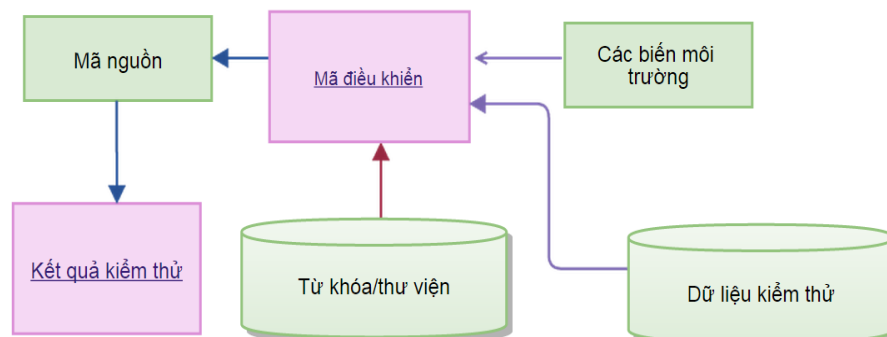 Mã nguồn
Mã điều khiển
Các biến môi
trường
Kết quả kiểm thử
Từ khóa/thư viện
Dữ liệu kiểm thử